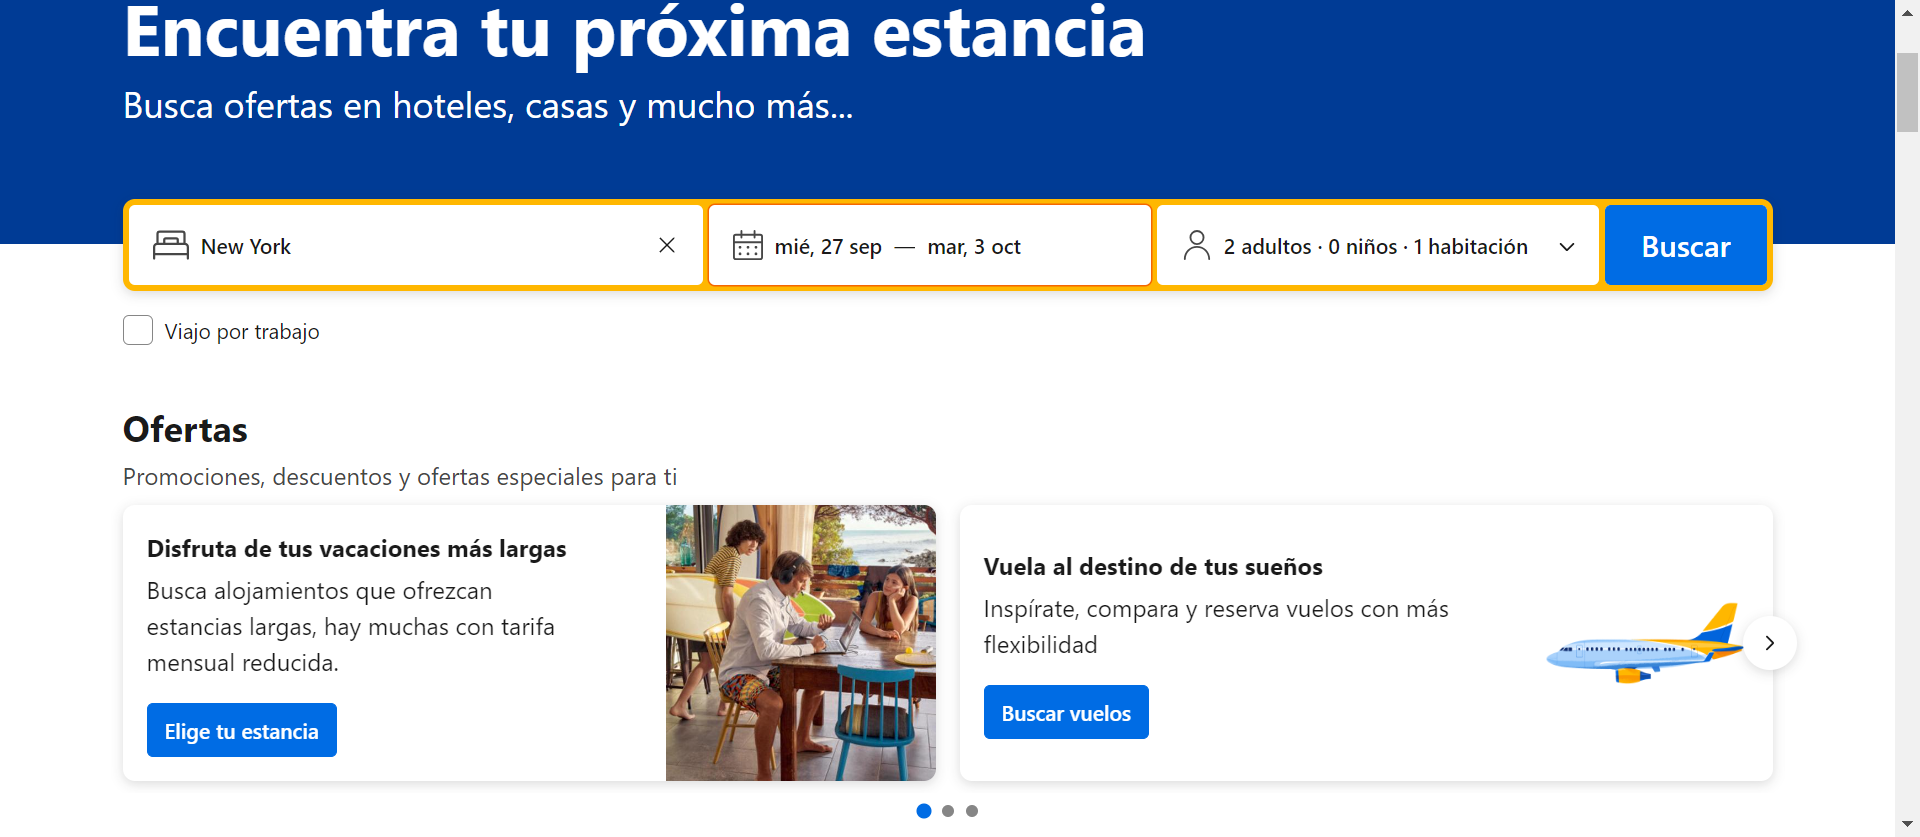 Encuentra tu próxima estancia
Busca ofertas en hoteles, casas y mucho más...
New York
mié, 27 sep — mar, 3 oct
2 adultos · 0 niños · 1 habitación
Buscar
Viajo por trabajo
Ofertas
Promociones, descuentos y ofertas especiales para ti
Disfruta de tus vacaciones más largas
Busca alojamientos que ofrezcan
estancias largas, hay muchas con tarifa
mensual reducida.
Elige tu estancia
Vuela al destino de tus sueños
Inspírate, compara y reserva vuelos con más
flexibilidad
Buscar vuelos